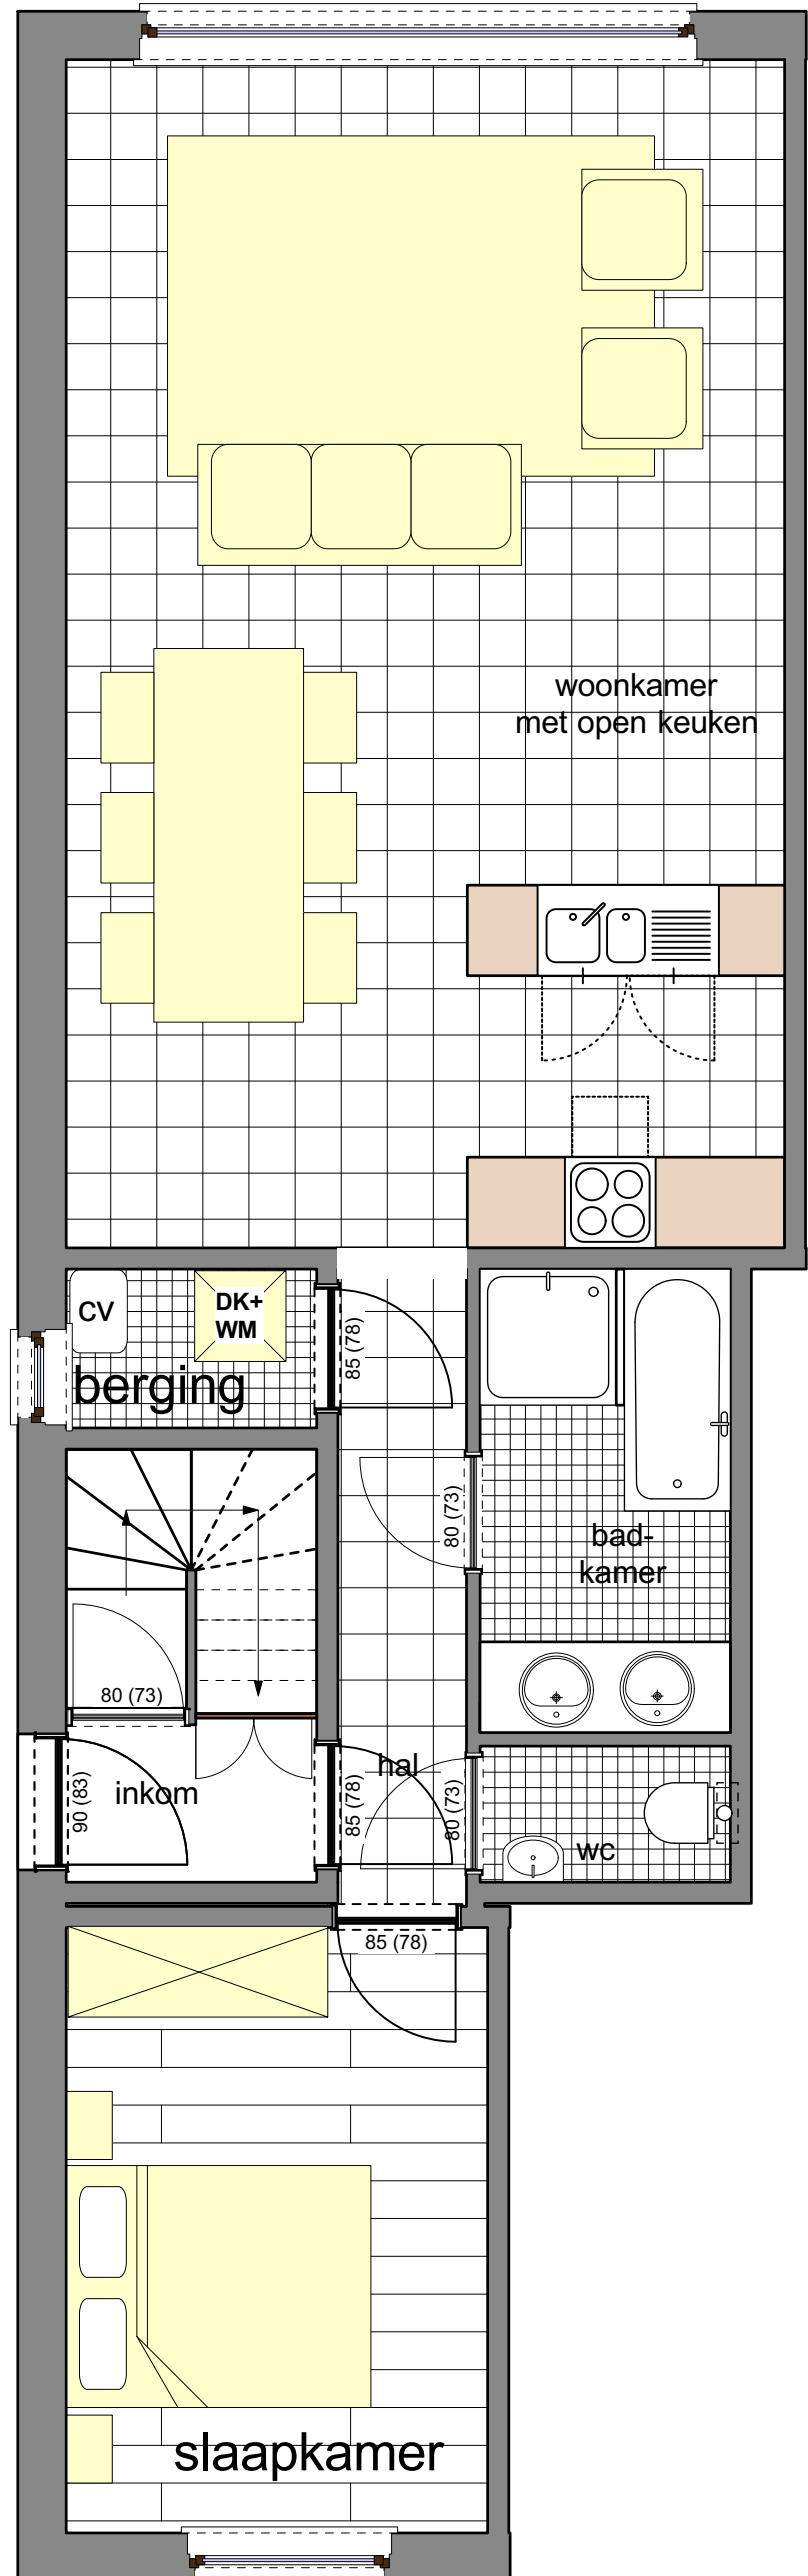 woonkamer
met open keuken
cv
DK+
WM
berging
85 (78)
80 (73)
bad-
kamer
80 (73)
90 (83)
inkom
hal
85 (78)
80 (73)
wc
85 (78)
slaapkamer